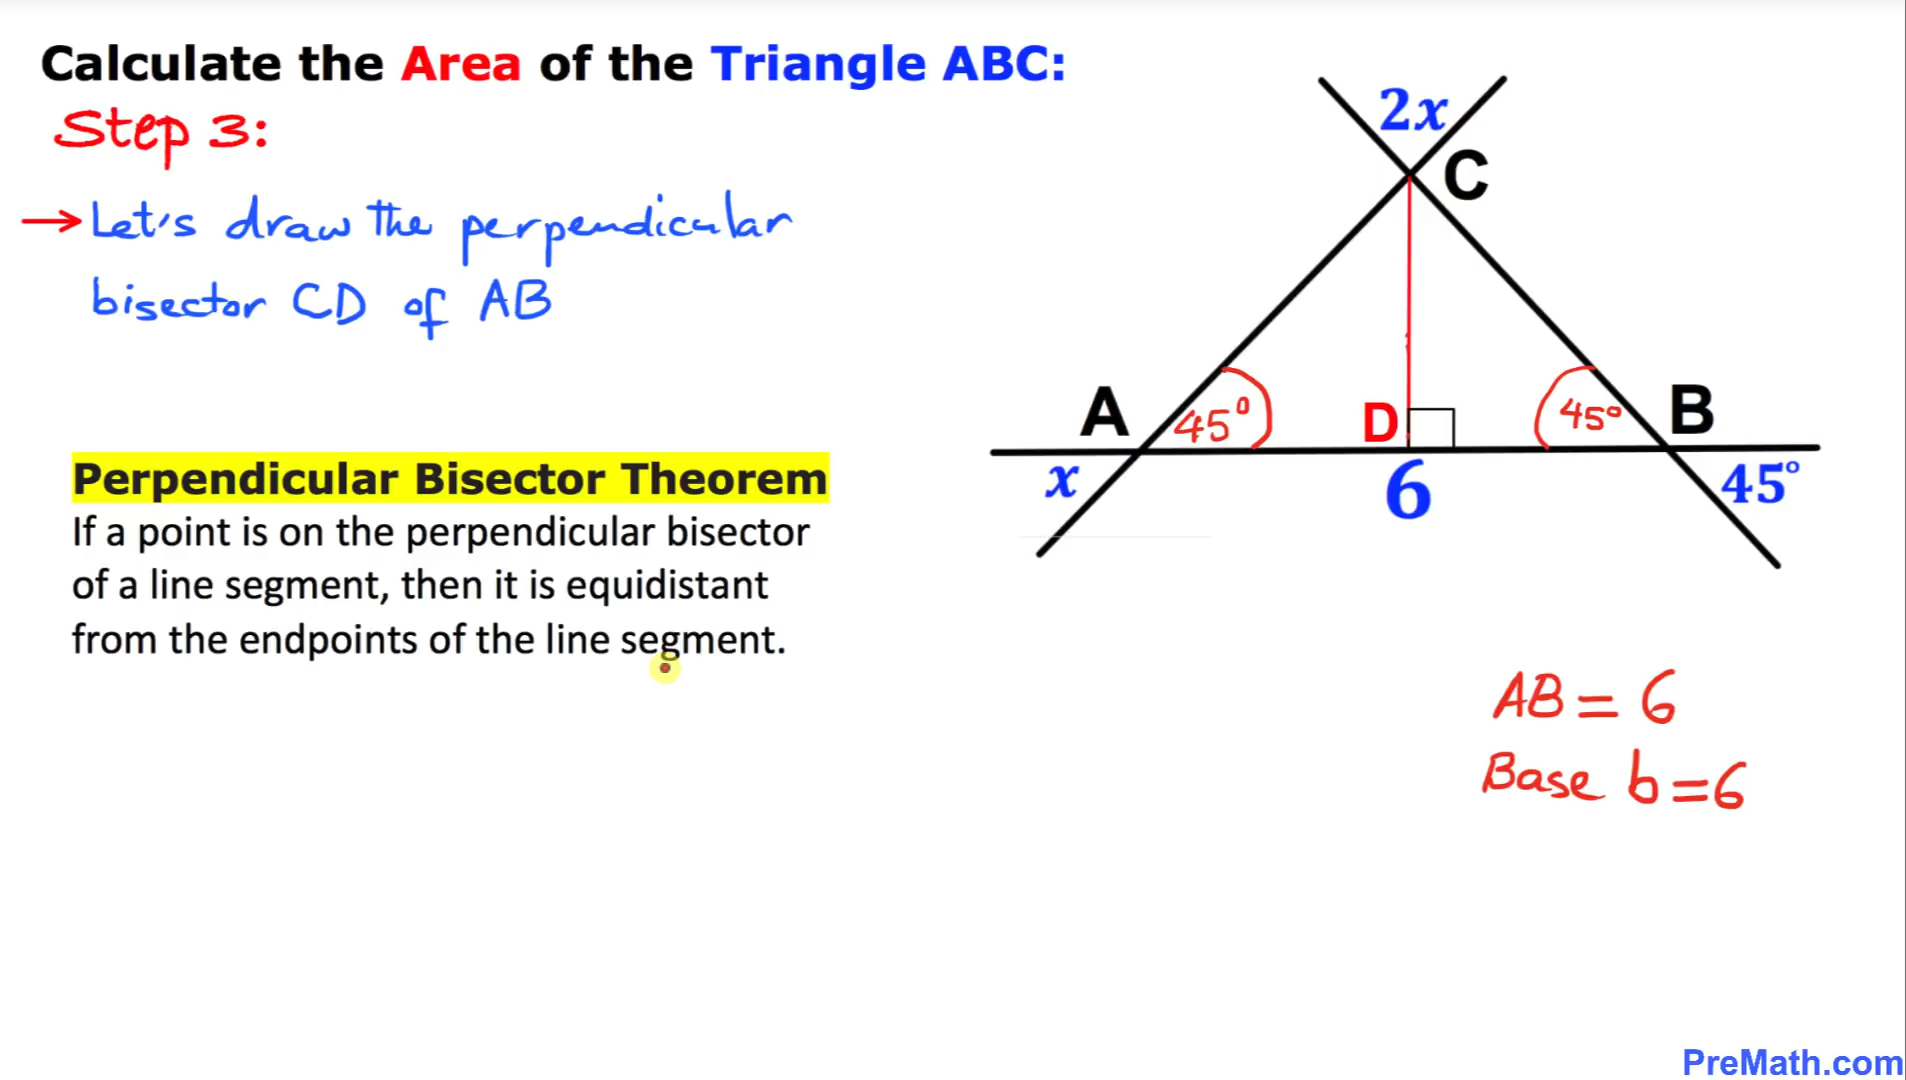 Calculate the Area of the Triangle ABC:
Step 3:
→ Let's draw the perpendicular
bisector CD of AB
Perpendicular Bisector Theorem
If a point is on the perpendicular bisector
of a line segment, then it is equidistant
from the endpoints of the line segment.
2x
C
A
45°
D
45°
B
x
6
45°
AB = 6
Base b = 6
PreMath.com